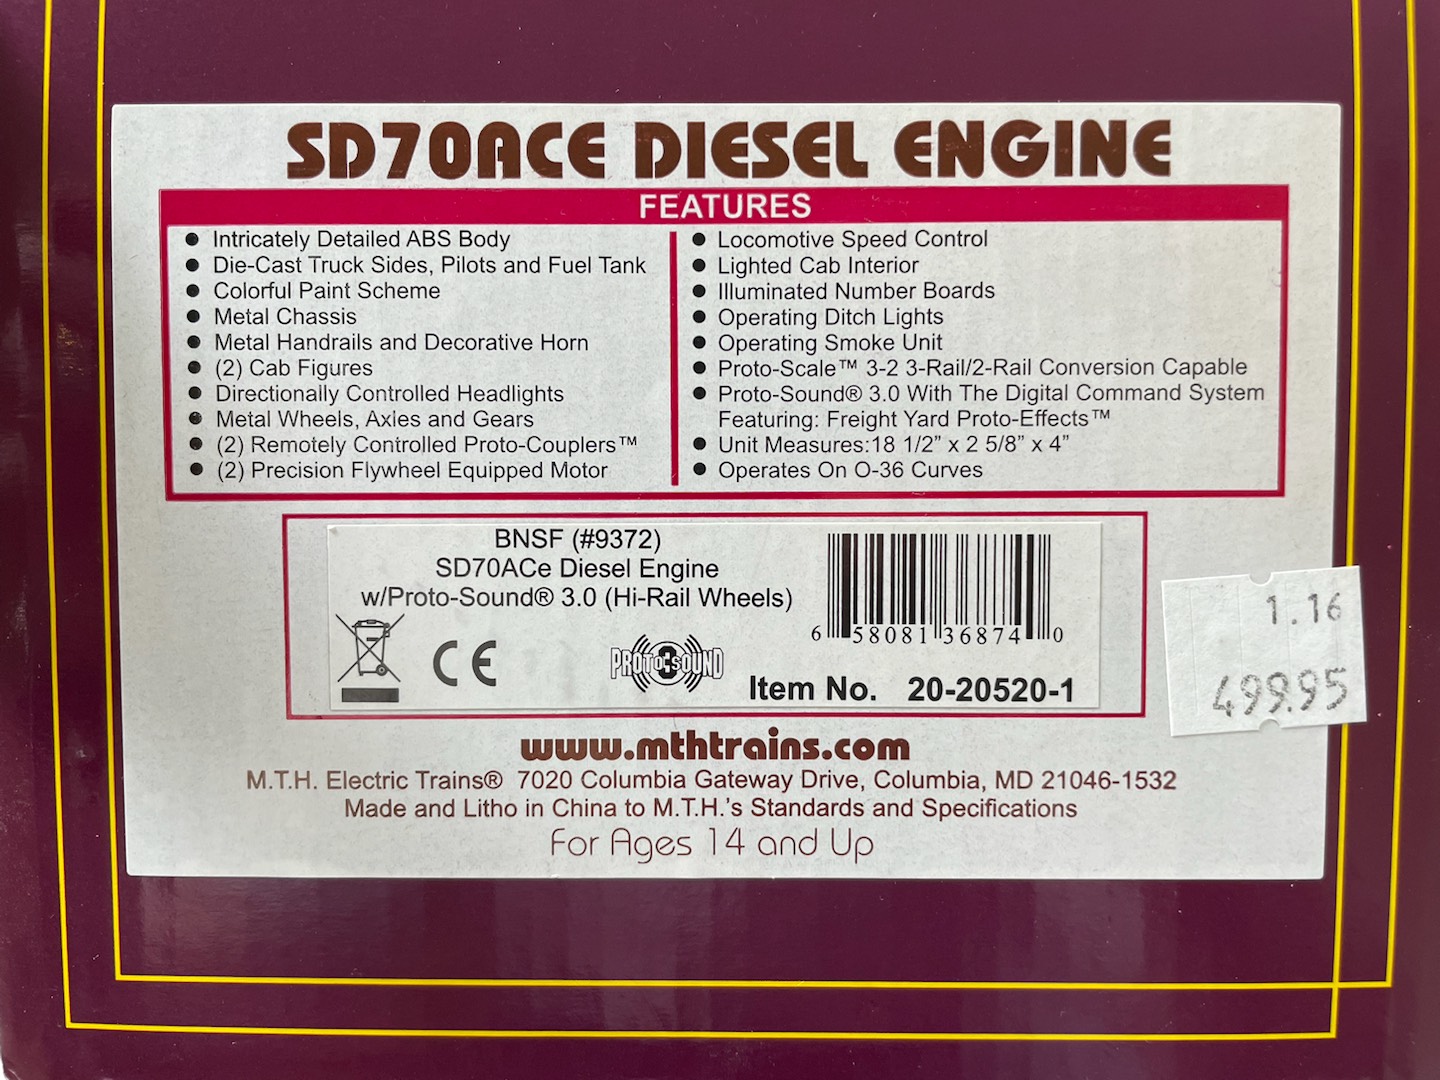 SD70ACE DIESEL ENGINE
FEATURES
● Intricately Detailed ABS Body
● Die-Cast Truck Sides, Pilots and Fuel Tank
● Colorful Paint Scheme
● Metal Chassis
● Metal Handrails and Decorative Horn
● (2) Cab Figures
● Directionally Controlled Headlights
● Metal Wheels, Axles and Gears
● (2) Remotely Controlled Proto-Couplers™
● (2) Precision Flywheel Equipped Motor
● Locomotive Speed Control
● Lighted Cab Interior
● Illuminated Number Boards
● Operating Ditch Lights
● Operating Smoke Unit
● Proto-Scale™ 3-2 3-Rail/2-Rail Conversion Capable
● Proto-Sound® 3.0 With The Digital Command System
Featuring: Freight Yard Proto-Effects™
● Unit Measures:18 1/2” x 2 5/8” x 4”
● Operates On O-36 Curves
BNSF (#9372)
SD70ACe Diesel Engine
w/Proto-Sound® 3.0 (Hi-Rail Wheels)
6 58081 36874 0
CE
PROTO3SOUND
Item No. 20-20520-1
1.16
499.95
www.mthtrains.com
M.T.H. Electric Trains® 7020 Columbia Gateway Drive, Columbia, MD 21046-1532
Made and Litho in China to M.T.H.'s Standards and Specifications
For Ages 14 and Up